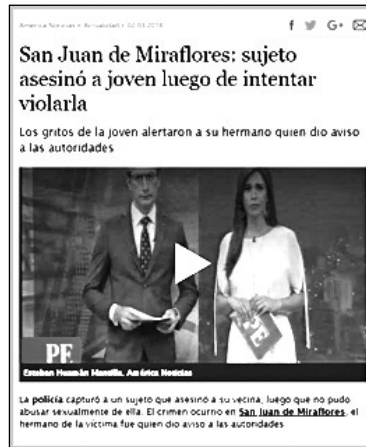 América Noticias • Actualidad • 02.03.2018
San Juan de Miraflores: sujeto
asesinó a joven luego de intentar
violarla
Los gritos de la joven alertaron a su hermano quien dio aviso
a las autoridades
PE
Esteban Huamán Mansilla. América Noticias
La policía capturó a un sujeto que asesinó a su vecina, luego que no pudo
abusar sexualmente de ella. El crimen ocurrió en San Juan de Miraflores, el
hermano de la víctima fue quien dio aviso a las autoridades